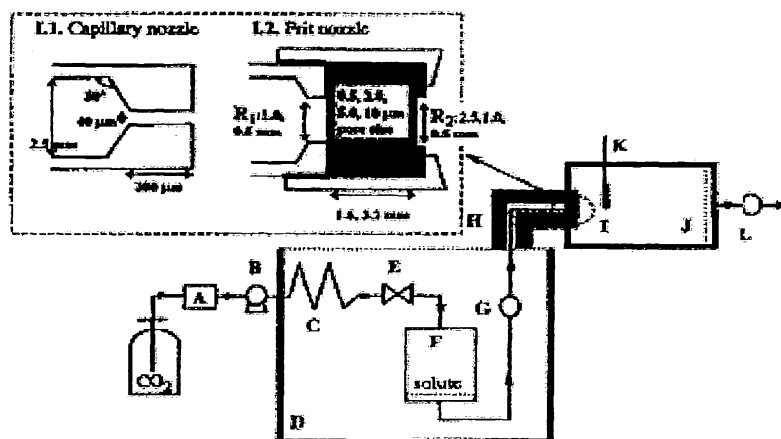 I.1. Capillary nozzle
I.2. Frit nozzle
30°
40 μm
2.5 mm
300 μm
R1:1.0,
0.5 mm
0.5, 2.0,
5.0, 10 μm
pore size
R2:2.5,1.0,
0.5 mm
1.6, 3.2 mm
K
H
I
J
L
B
E
A
C
G
F
CO2
solute
D